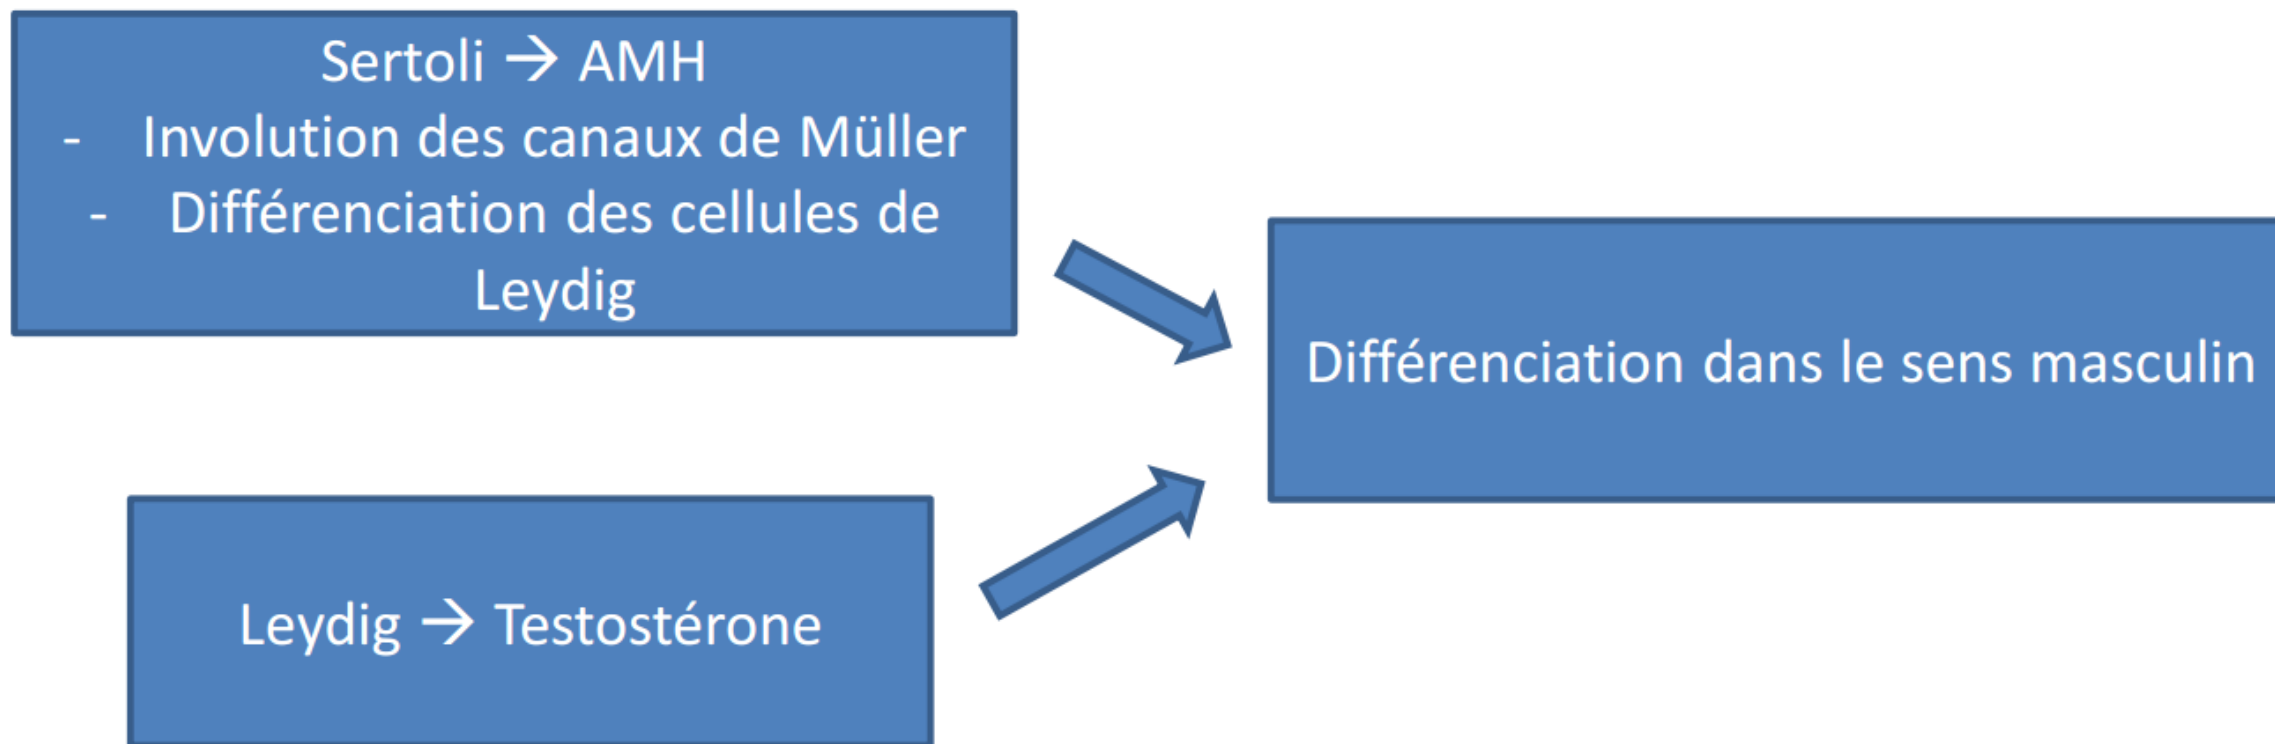 Sertoli → AMH
- Involution des canaux de Müller
- Différenciation des cellules de
Leydig
Différenciation dans le sens masculin
Leydig → Testostérone